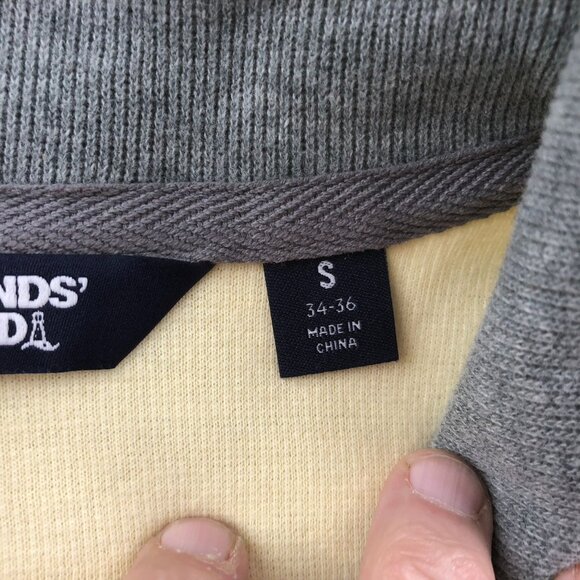 NDS'
D
S
34-36
MADE IN
CHINA